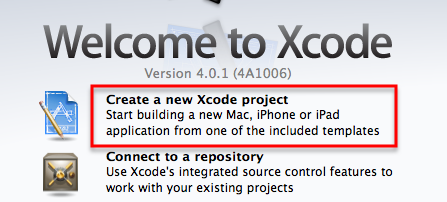 Welcome to Xcode
Version 4.0.1 (4A1006)
Create a new Xcode project
Start building a new Mac, iPhone or iPad
application from one of the included templates
Connect to a repository
Use Xcode's integrated source control features to
work with your existing projects